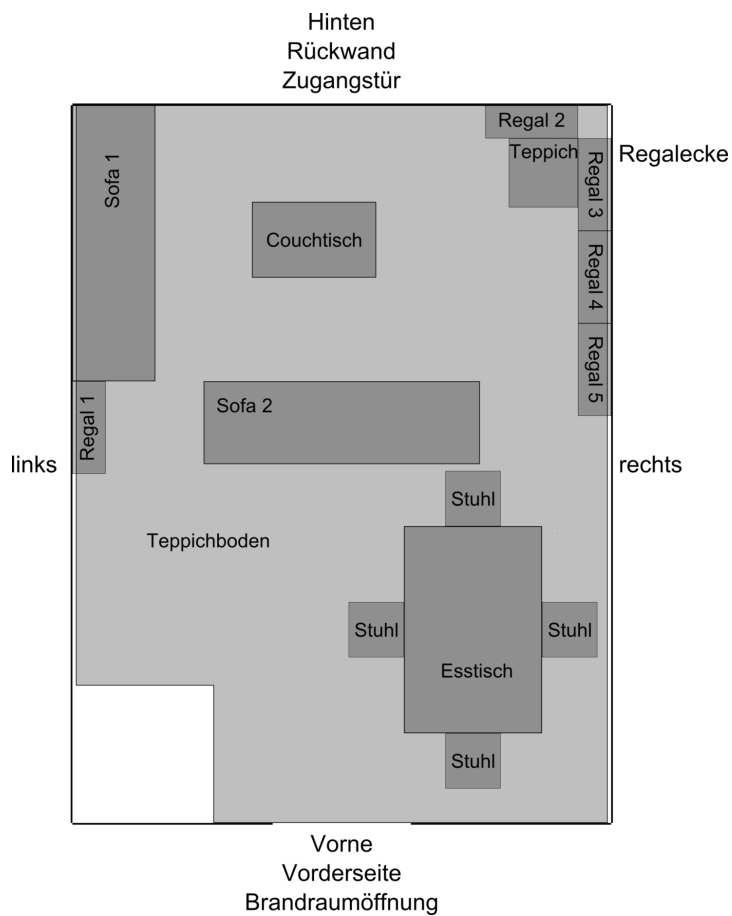 Hinten
Rückwand
Zugangstür
Regal 2
Teppich
Regalecke
Sofa 1
Regal 3
Couchtisch
Regal 4
Regal 5
Sofa 2
Regal 1
links
rechts
Stuhl
Teppichboden
Stuhl
Stuhl
Esstisch
Stuhl
Vorne
Vorderseite
Brandraumöffnung